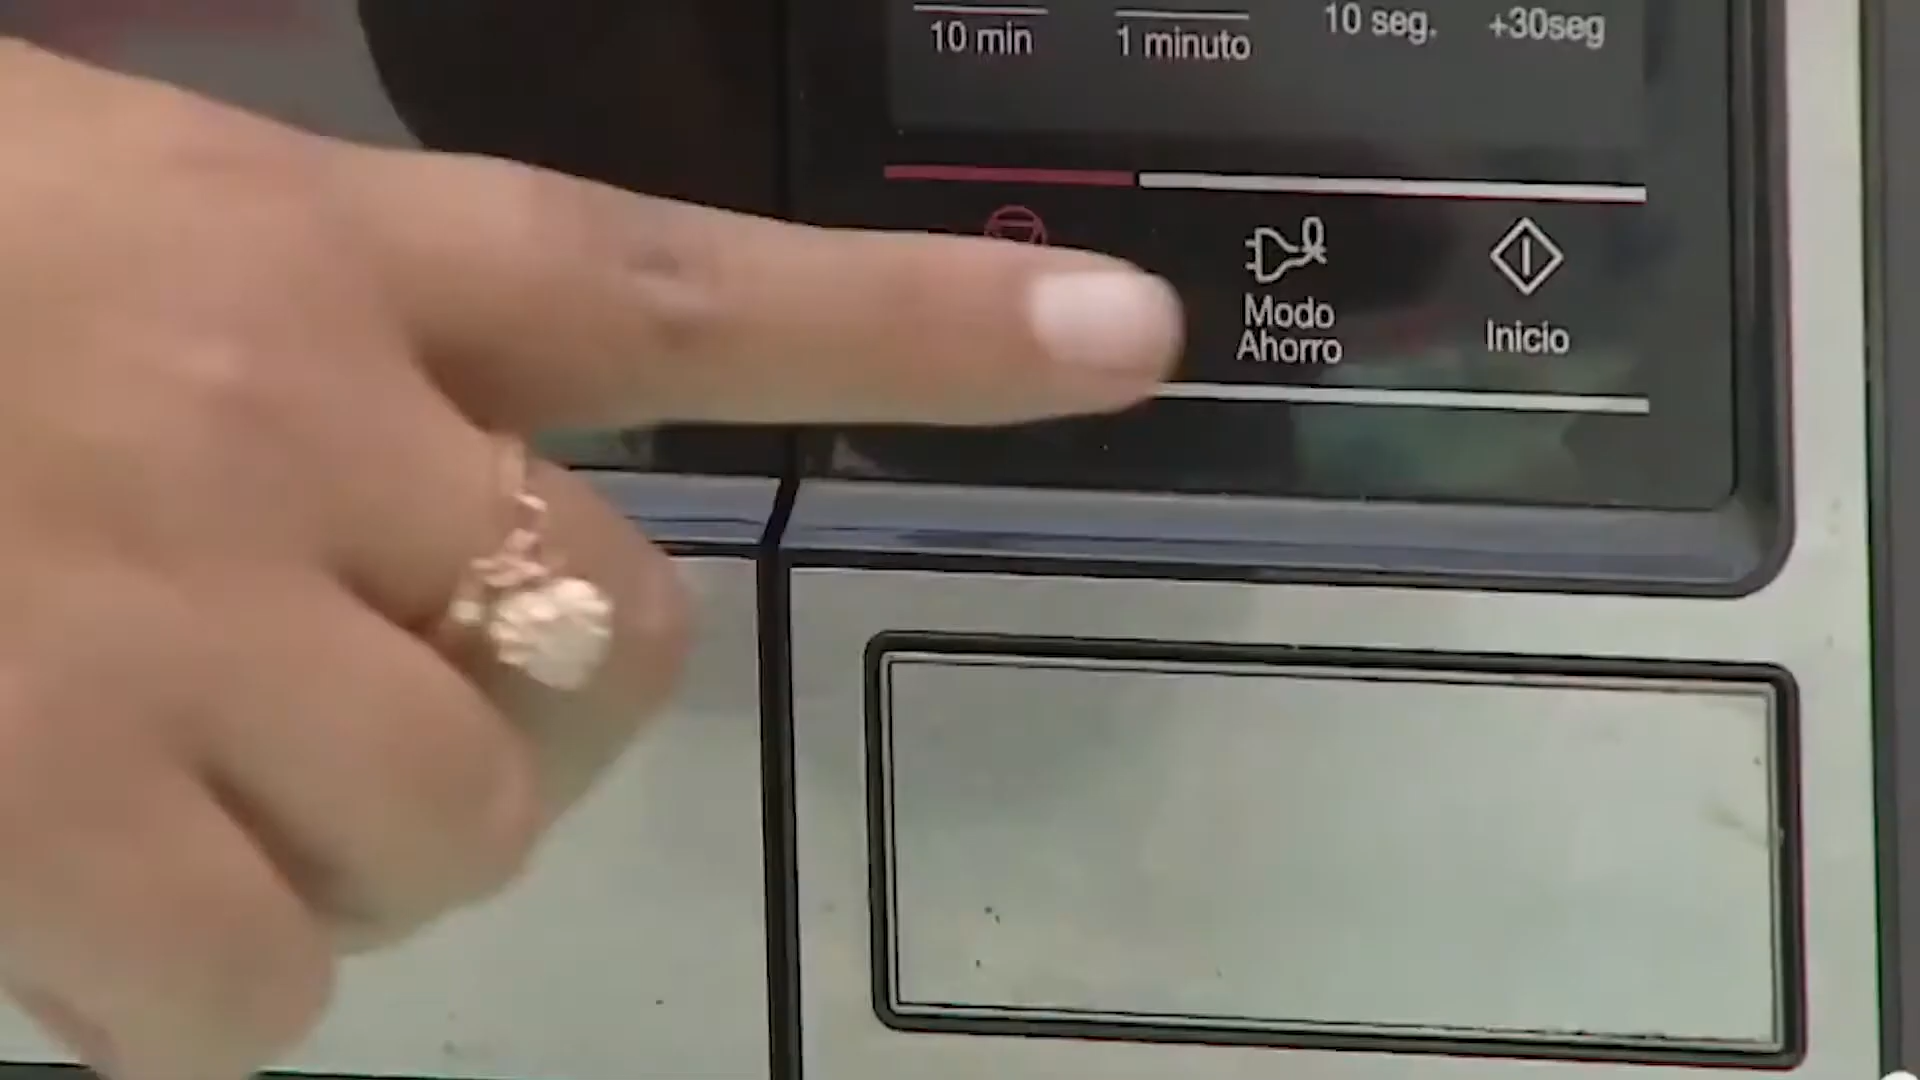 10 min
1 minuto
10 seg.
+30seg
Modo
Ahorro
Inicio